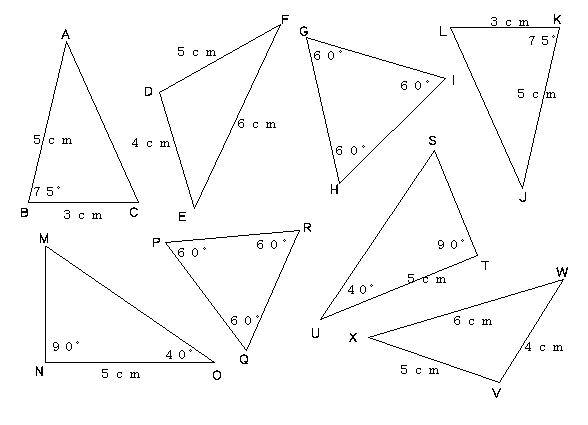 A
5 cm
75°
B
3 cm
C
F
5 cm
D
4 cm
6 cm
E
G
60°
60°
I
60°
H
3 cm
K
L
75°
5 cm
J
M
90°
40°
N
5 cm
O
P
R
60°
60°
60°
Q
S
90°
T
40°
5 cm
U
W
X
6 cm
4 cm
5 cm
V